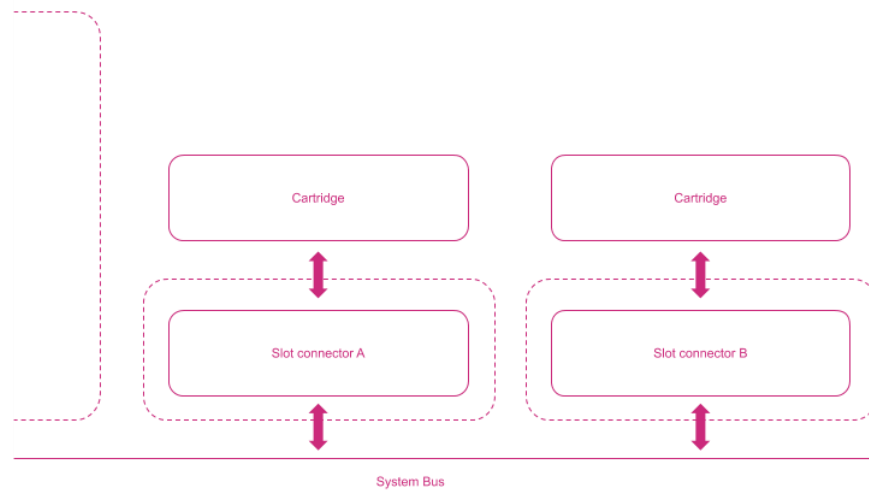 Cartridge
Cartridge
Slot connector A
Slot connector B
System Bus